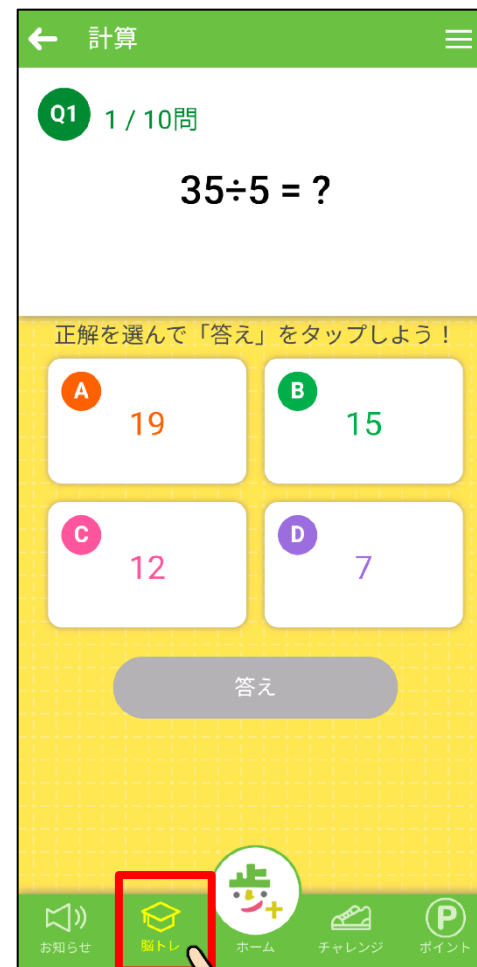 計算
Q1 1 / 10問
35÷5 = ?
正解を選んで「答え」をタップしよう！
A 19
B 15
C 12
D 7
答え
お知らせ 脳トレ ホーム チャレンジ P ポイント